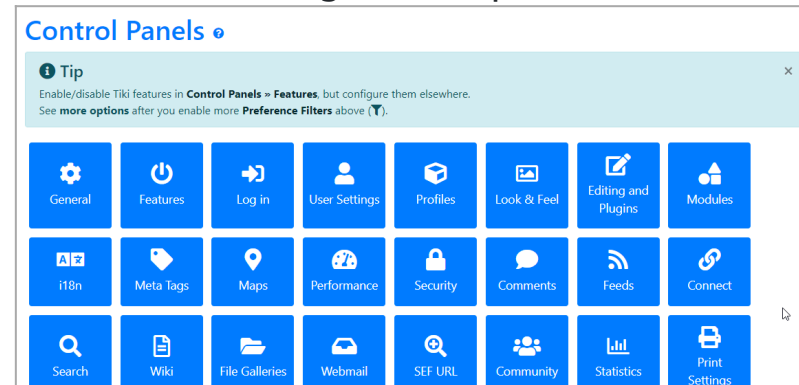 Control Panels
Tip
Enable/disable Tiki features in Control Panels » Features, but configure them elsewhere.
See more options after you enable more Preference Filters above ( ).
General
Features
Log in
User Settings
Profiles
Look & Feel
Editing and
Plugins
Modules
i18n
Meta Tags
Maps
Performance
Security
Comments
Feeds
Connect
Search
Wiki
File Galleries
Webmail
SEF URL
Community
Statistics
Print
Settings